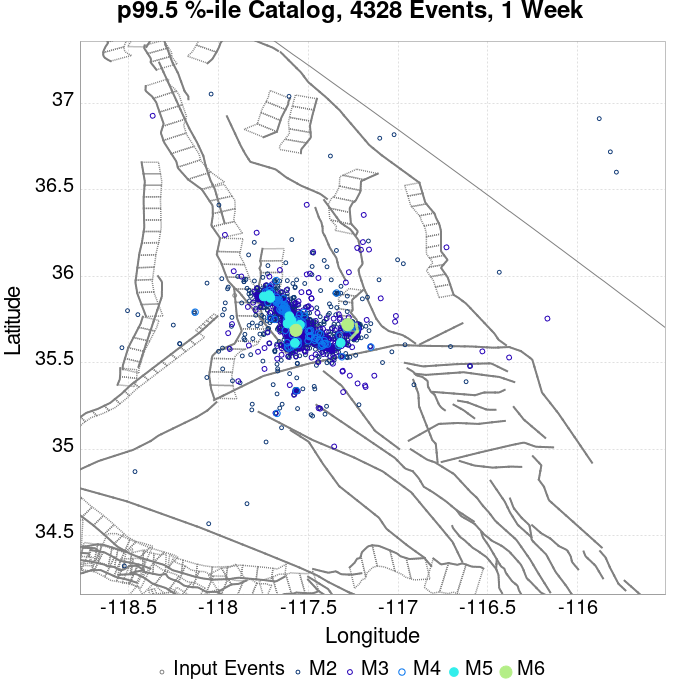 p99.5 %-ile Catalog, 4328 Events, 1 Week
37
36.5
36
35.5
35
34.5
Latitude
-118.5 -118 -117.5 -117 -116.5 -116
Longitude
Input Events M2 M3 M4 M5 M6